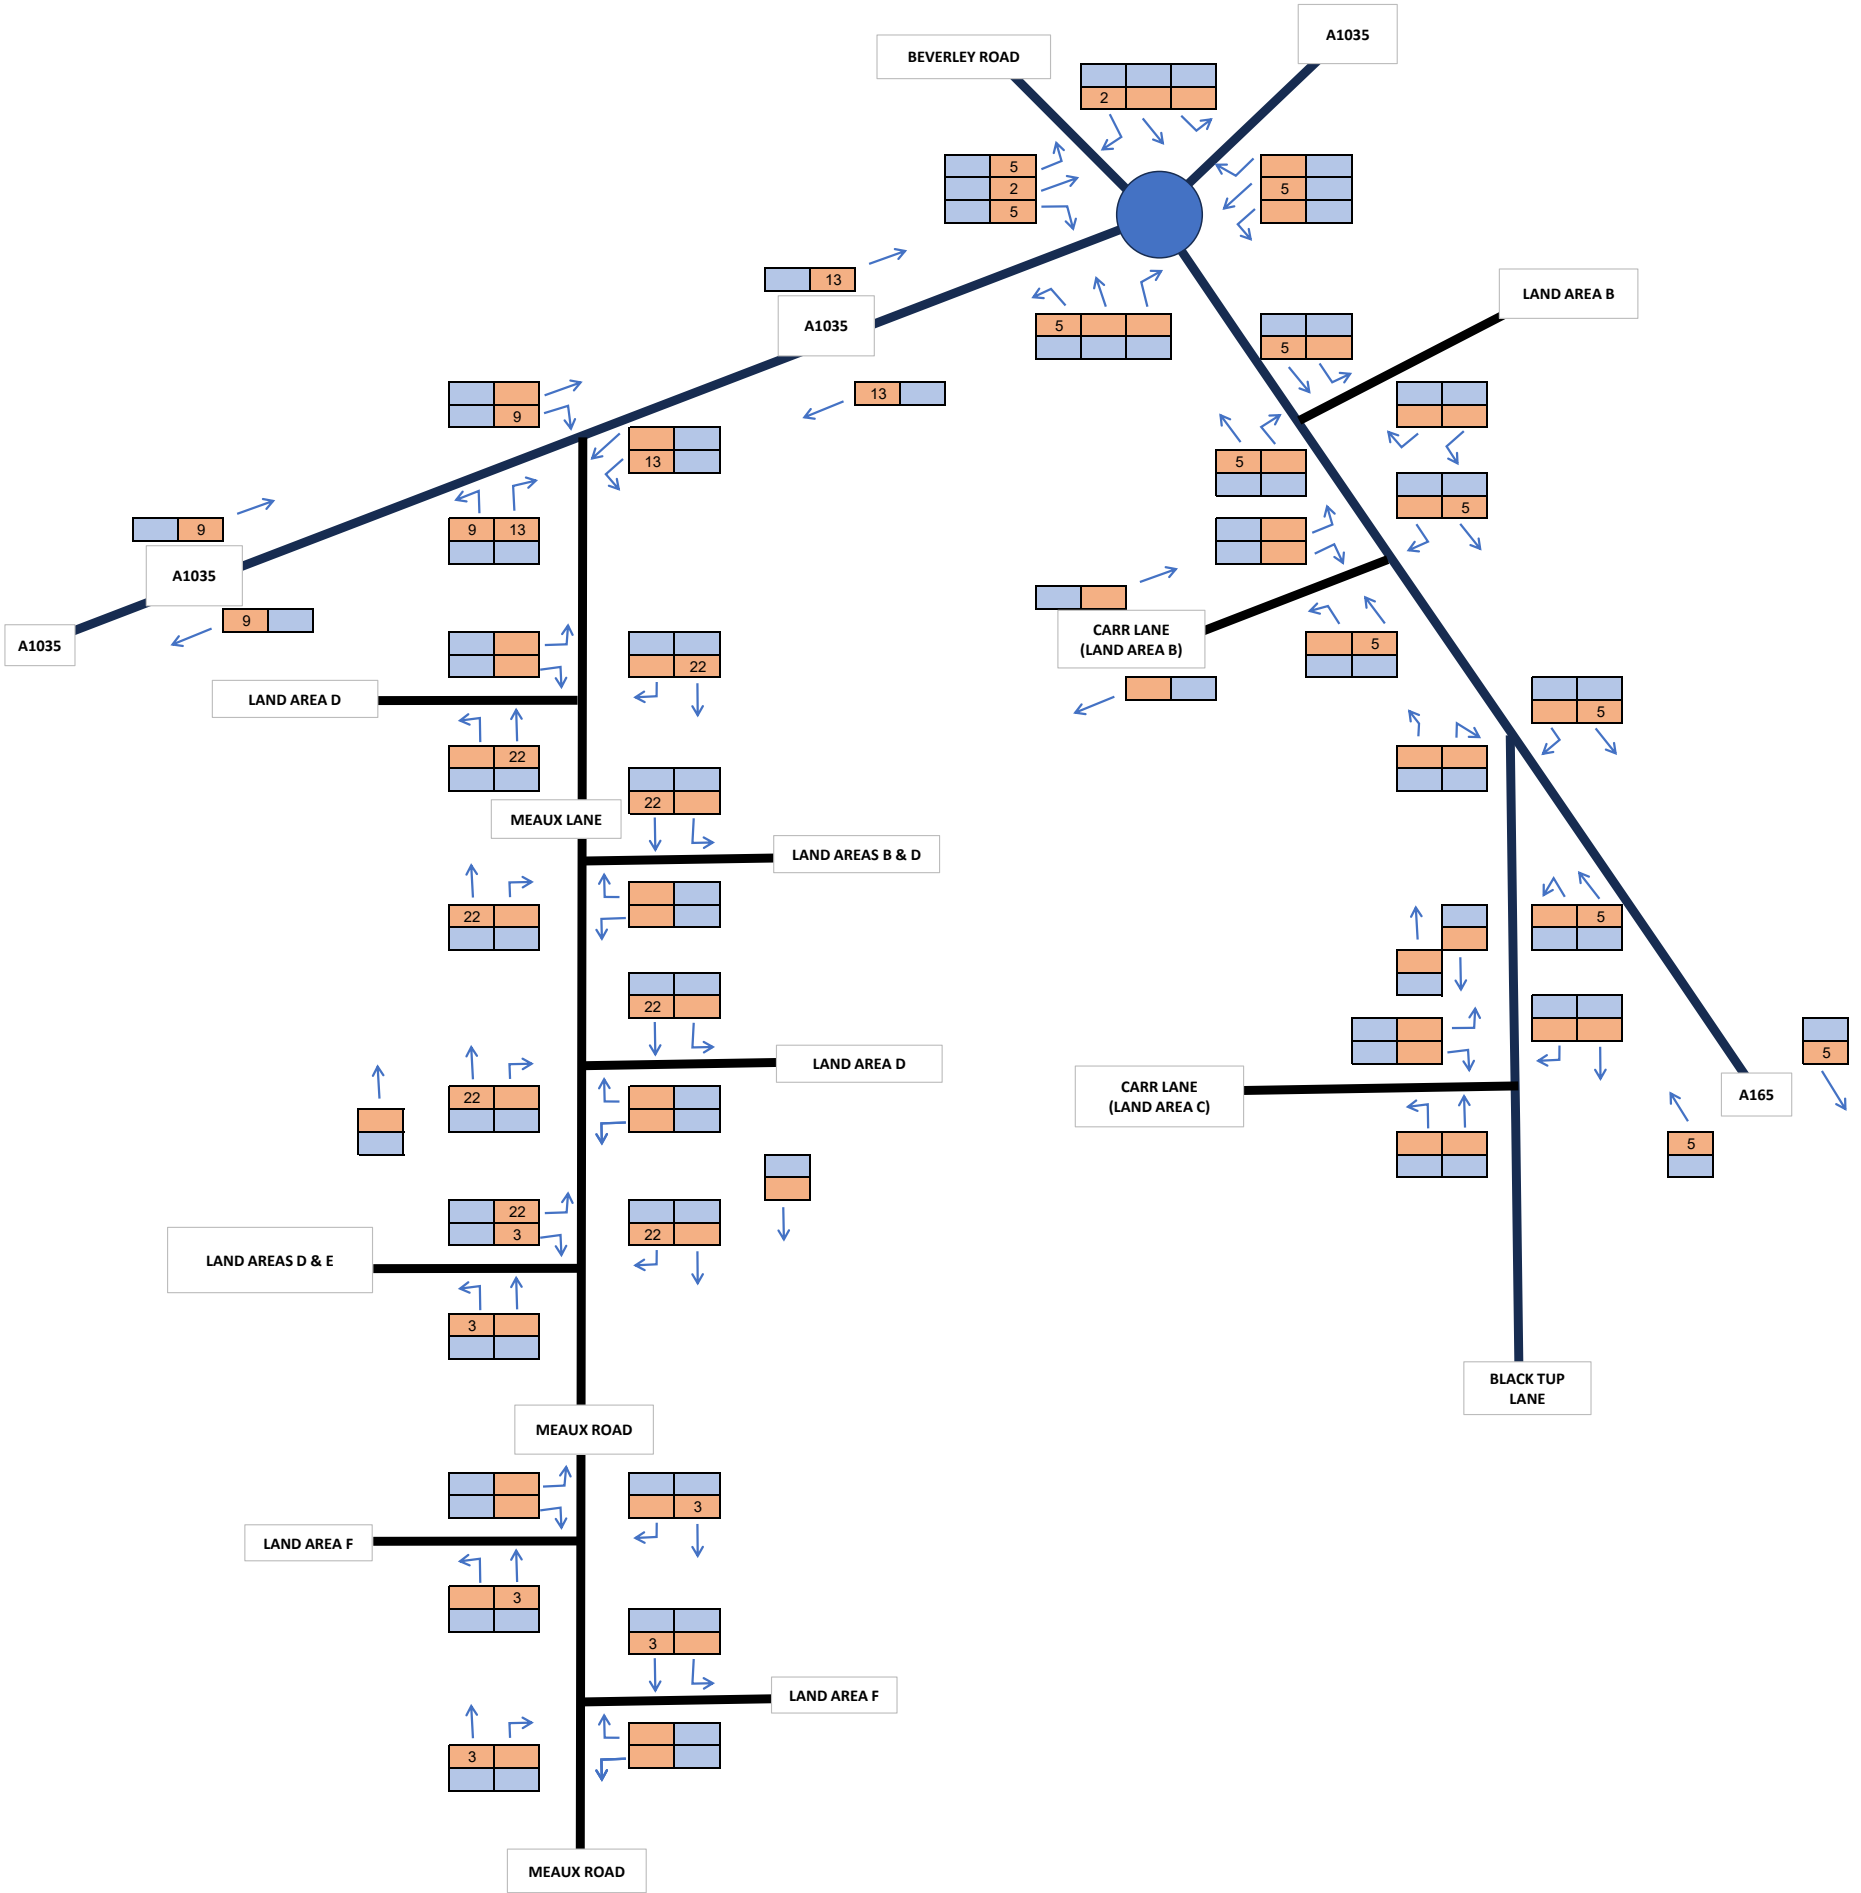 A1035
BEVERLEY ROAD
2
5
2
5
5
13
A1035
5
LAND AREA B
5
13
9
13
5
9
A1035
9
9 13
5
5
CARR LANE
(LAND AREA B)
A1035
22
5
LAND AREA D
22
22
MEAUX LANE
LAND AREAS B & D
22
5
22
LAND AREA D
22
CARR LANE
(LAND AREA C)
A165
5
5
22
3
22
LAND AREAS D & E
3
BLACK TUP
LANE
MEAUX ROAD
3
LAND AREA F
3
3
LAND AREA F
3
MEAUX ROAD